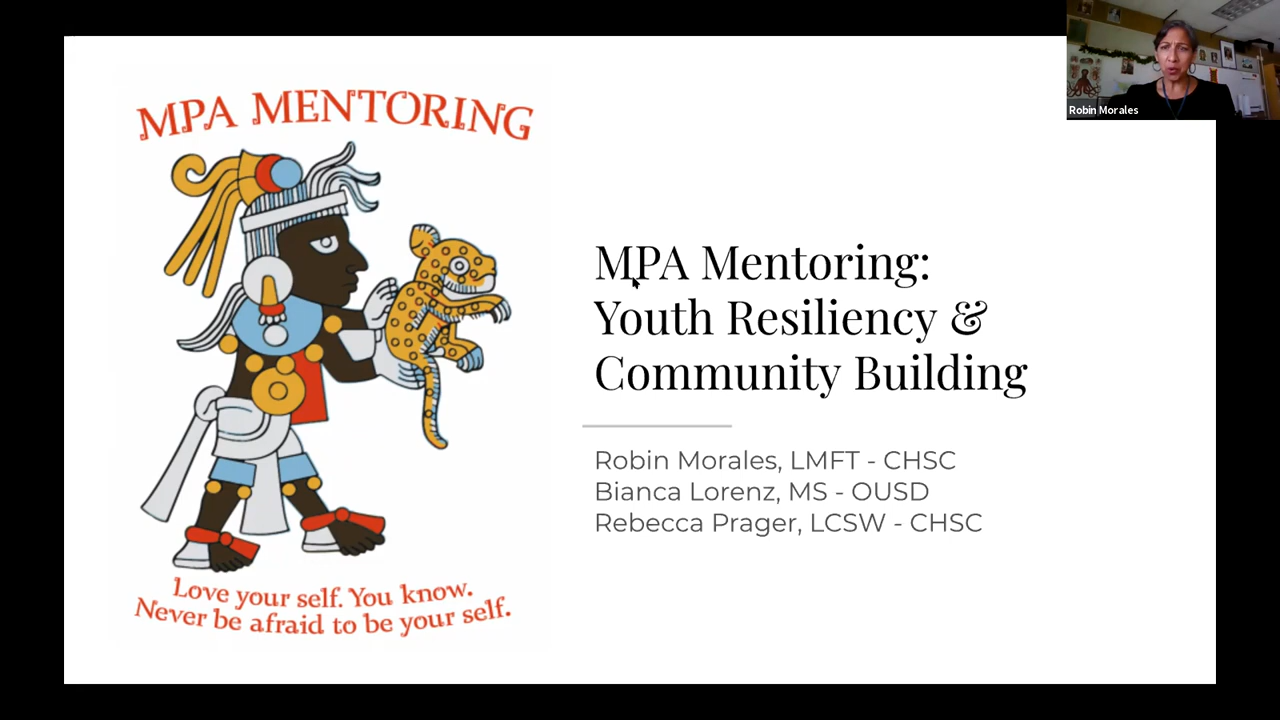 MPA MENTORING
Love your self. You know.
Never be afraid to be your self.
MPA Mentoring:
Youth Resiliency &
Community Building
Robin Morales, LMFT - CHSC
Bianca Lorenz, MS - OUSD
Rebecca Prager, LCSW - CHSC
Robin Morales